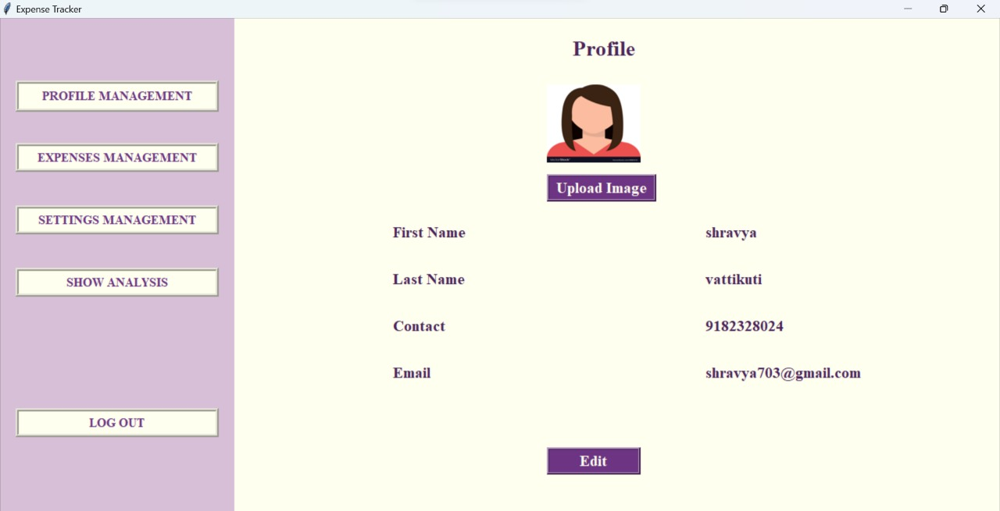 Expense Tracker
Profile
PROFILE MANAGEMENT
EXPENSES MANAGEMENT
SETTINGS MANAGEMENT
SHOW ANALYSIS
LOG OUT
Upload Image
First Name shravya
Last Name vattikuti
Contact 9182328024
Email shravya703@gmail.com
Edit